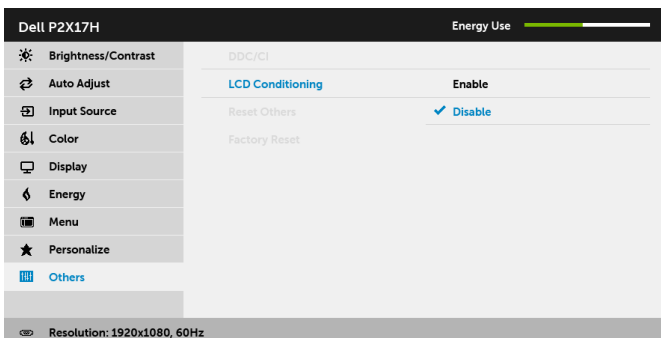 Dell P2X17H Energy Use
Brightness/Contrast DDC/CI
Auto Adjust LCD Conditioning Enable
Input Source Reset Others Disable
Color Factory Reset
Display
Energy
Menu
Personalize
Others
Resolution: 1920x1080, 60Hz